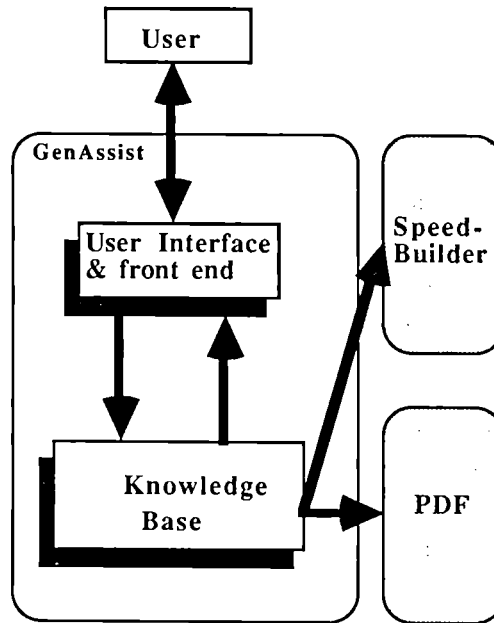 User
GenAssist
User Interface
& front end
Speed-
Builder
Knowledge
Base
PDF